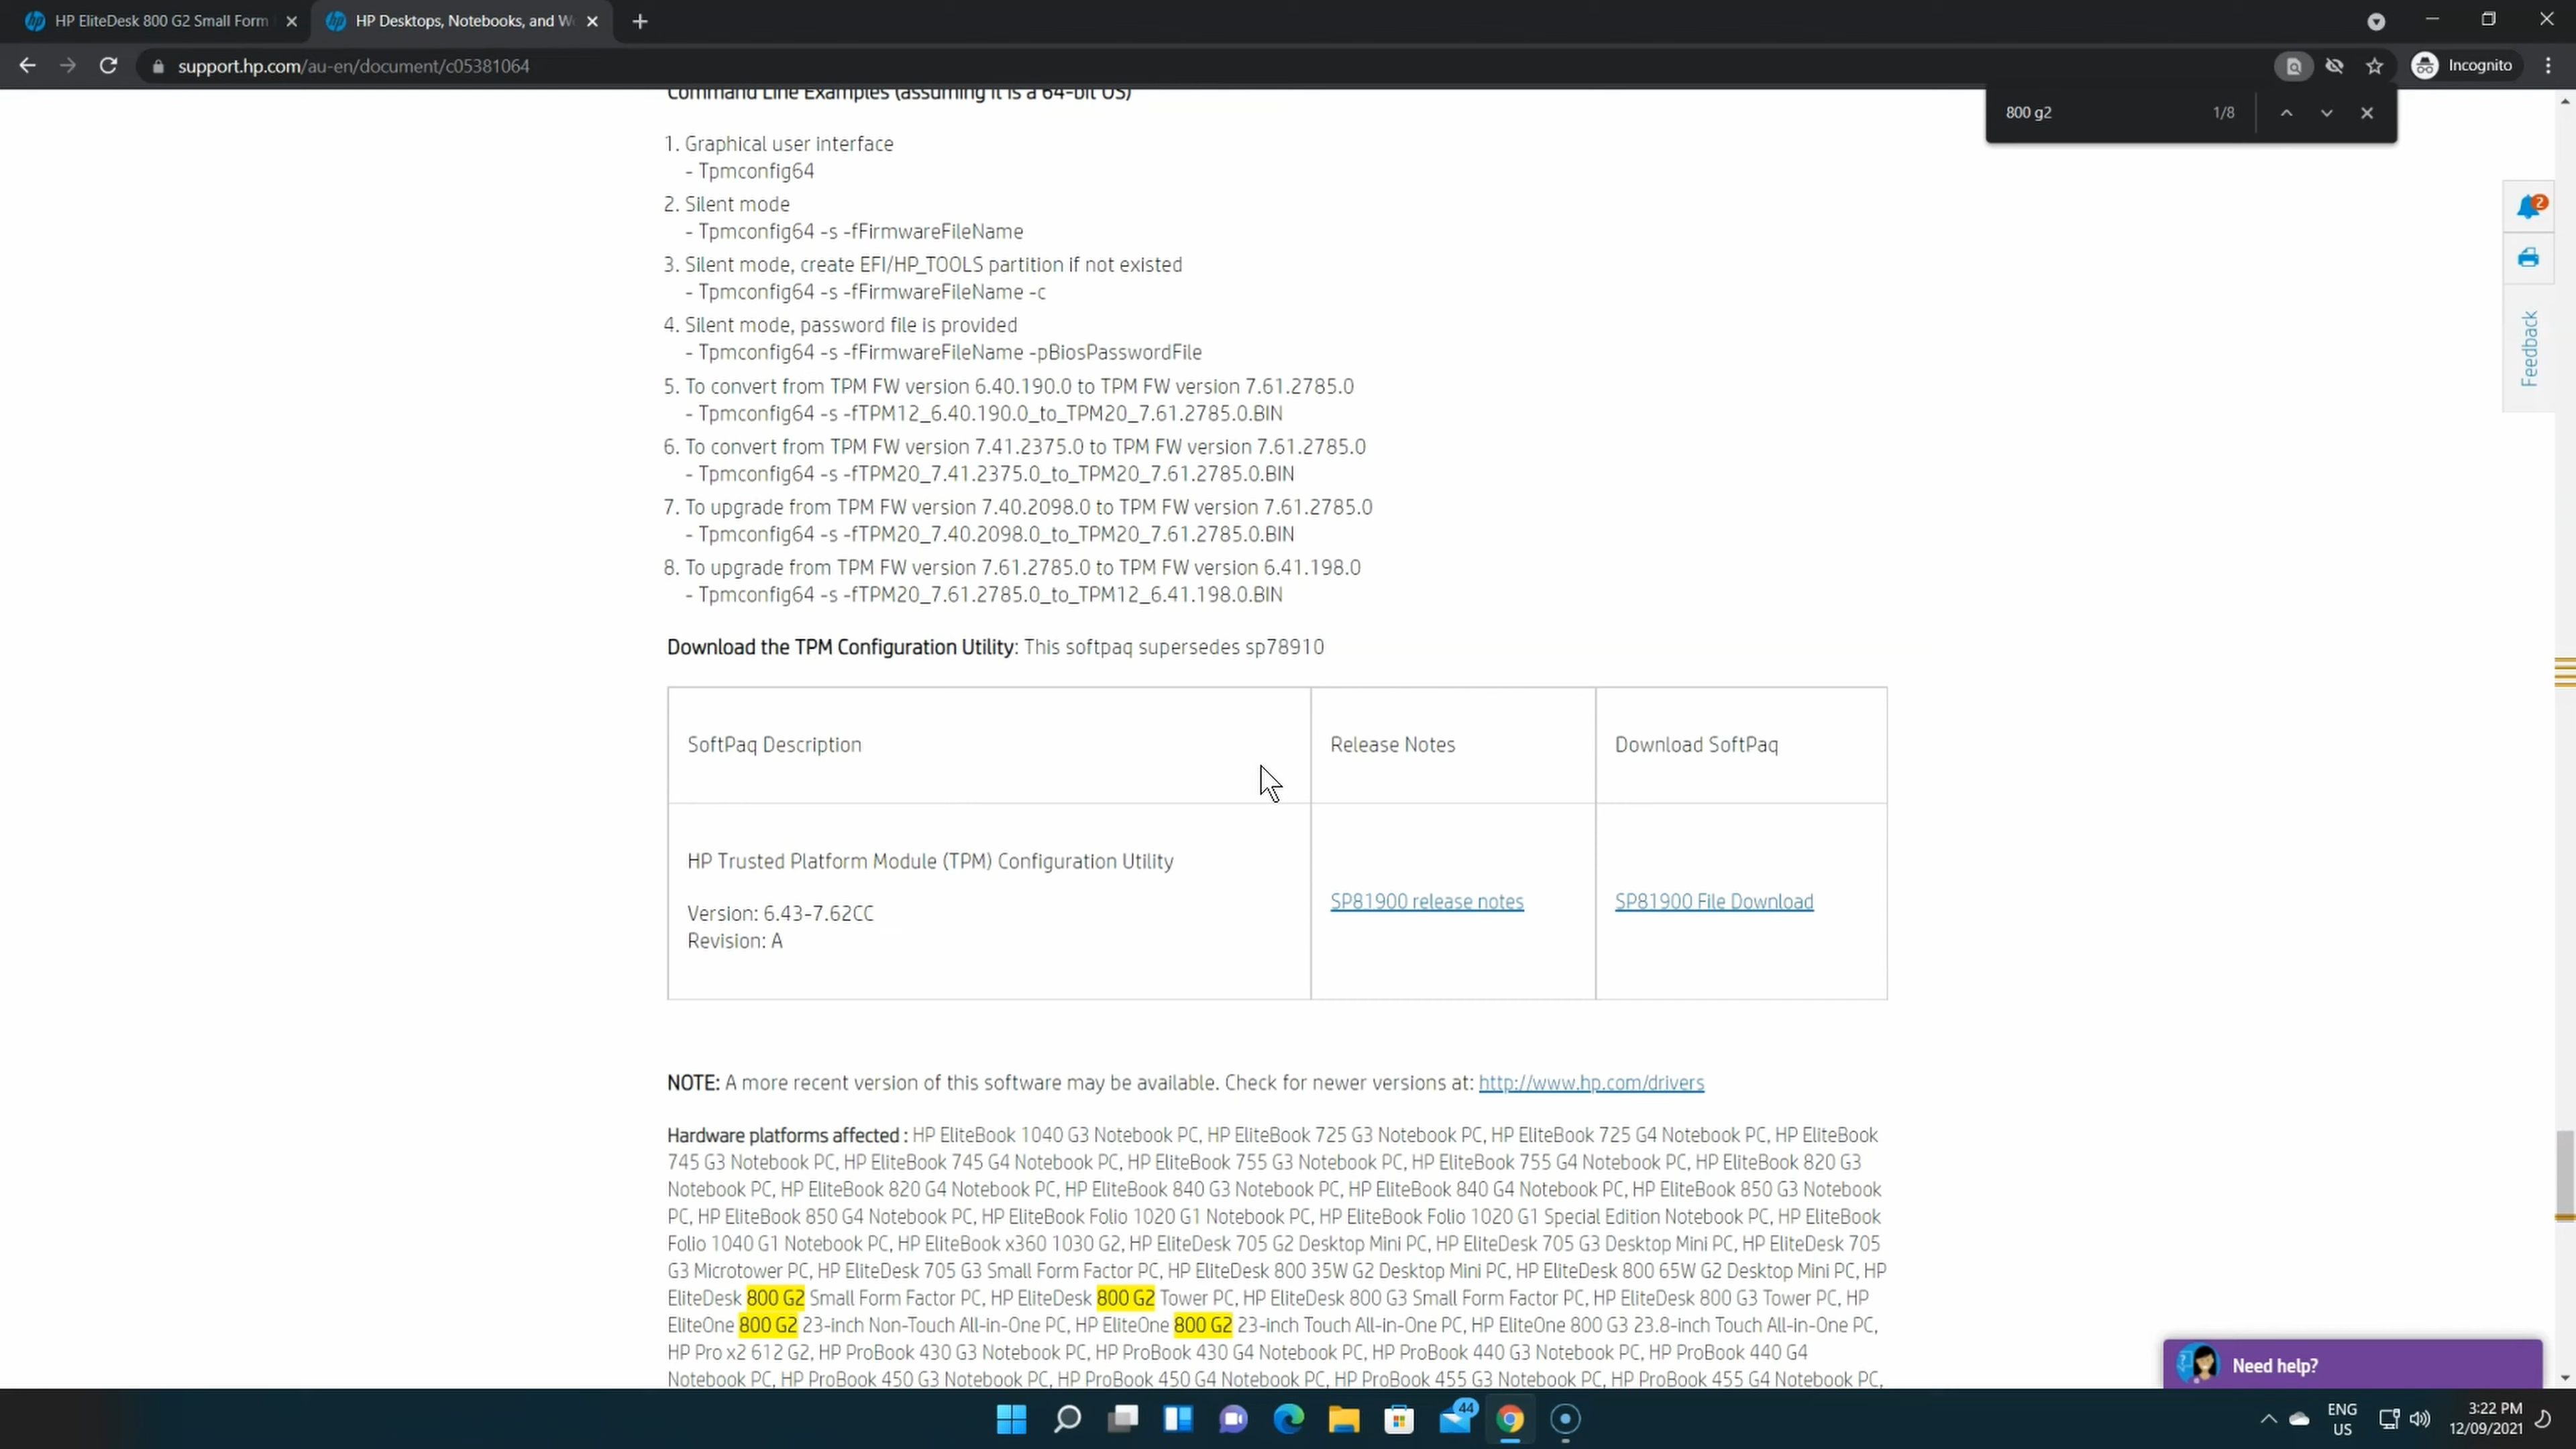 HP EliteDesk 800 G2 Small Form
HP Desktops, Notebooks, and W
support.hp.com/au-en/document/c05381064
Incognito
800 g2 1/8
Command Line Examples (assuming it is a 64-bit OS)
1. Graphical user interface
- Tpmconfig64
2. Silent mode
- Tpmconfig64 -s -fFirmwareFileName
3. Silent mode, create EFI/HP_TOOLS partition if not existed
- Tpmconfig64 -s -fFirmwareFileName -c
4. Silent mode, password file is provided
- Tpmconfig64 -s -fFirmwareFileName -pBiosPasswordFile
5. To convert from TPM FW version 6.40.190.0 to TPM FW version 7.61.2785.0
- Tpmconfig64 -s -fTPM12_6.40.190.0_to_TPM20_7.61.2785.0.BIN
6. To convert from TPM FW version 7.41.2375.0 to TPM FW version 7.61.2785.0
- Tpmconfig64 -s -fTPM20_7.41.2375.0_to_TPM20_7.61.2785.0.BIN
7. To upgrade from TPM FW version 7.40.2098.0 to TPM FW version 7.61.2785.0
- Tpmconfig64 -s -fTPM20_7.40.2098.0_to_TPM20_7.61.2785.0.BIN
8. To upgrade from TPM FW version 7.61.2785.0 to TPM FW version 6.41.198.0
- Tpmconfig64 -s -fTPM20_7.61.2785.0_to_TPM12_6.41.198.0.BIN
2
Feedback
Download the TPM Configuration Utility: This softpaq supersedes sp78910
SoftPaq Description Release Notes Download SoftPaq
HP Trusted Platform Module (TPM) Configuration Utility
Version: 6.43-7.62CC
Revision: A
SP81900 release notes
SP81900 File Download
NOTE: A more recent version of this software may be available. Check for newer versions at: http://www.hp.com/drivers
Hardware platforms affected : HP EliteBook 1040 G3 Notebook PC, HP EliteBook 725 G3 Notebook PC, HP EliteBook 725 G4 Notebook PC, HP EliteBook
745 G3 Notebook PC, HP EliteBook 745 G4 Notebook PC, HP EliteBook 755 G3 Notebook PC, HP EliteBook 755 G4 Notebook PC, HP EliteBook 820 G3
Notebook PC, HP EliteBook 820 G4 Notebook PC, HP EliteBook 840 G3 Notebook PC, HP EliteBook 840 G4 Notebook PC, HP EliteBook 850 G3 Notebook
PC, HP EliteBook 850 G4 Notebook PC, HP EliteBook Folio 1020 G1 Notebook PC, HP EliteBook Folio 1020 G1 Special Edition Notebook PC, HP EliteBook
Folio 1040 G1 Notebook PC, HP EliteBook x360 1030 G2, HP EliteDesk 705 G2 Desktop Mini PC, HP EliteDesk 705 G3 Desktop Mini PC, HP EliteDesk 705
G3 Microtower PC, HP EliteDesk 705 G3 Small Form Factor PC, HP EliteDesk 800 35W G2 Desktop Mini PC, HP EliteDesk 800 65W G2 Desktop Mini PC, HP
EliteDesk 800 G2 Small Form Factor PC, HP EliteDesk 800 G2 Tower PC, HP EliteDesk 800 G3 Small Form Factor PC, HP EliteDesk 800 G3 Tower PC, HP
EliteOne 800 G2 23-inch Non-Touch All-in-One PC, HP EliteOne 800 G2 23-inch Touch All-in-One PC, HP EliteOne 800 G3 23.8-inch Touch All-in-One PC,
HP Pro x2 612 G2, HP ProBook 430 G3 Notebook PC, HP ProBook 430 G4 Notebook PC, HP ProBook 440 G3 Notebook PC, HP ProBook 440 G4
Notebook PC, HP ProBook 450 G3 Notebook PC, HP ProBook 450 G4 Notebook PC, HP ProBook 455 G3 Notebook PC, HP ProBook 455 G4 Notebook PC,
Need help?
44
ENG
US
3:22 PM
12/09/2021